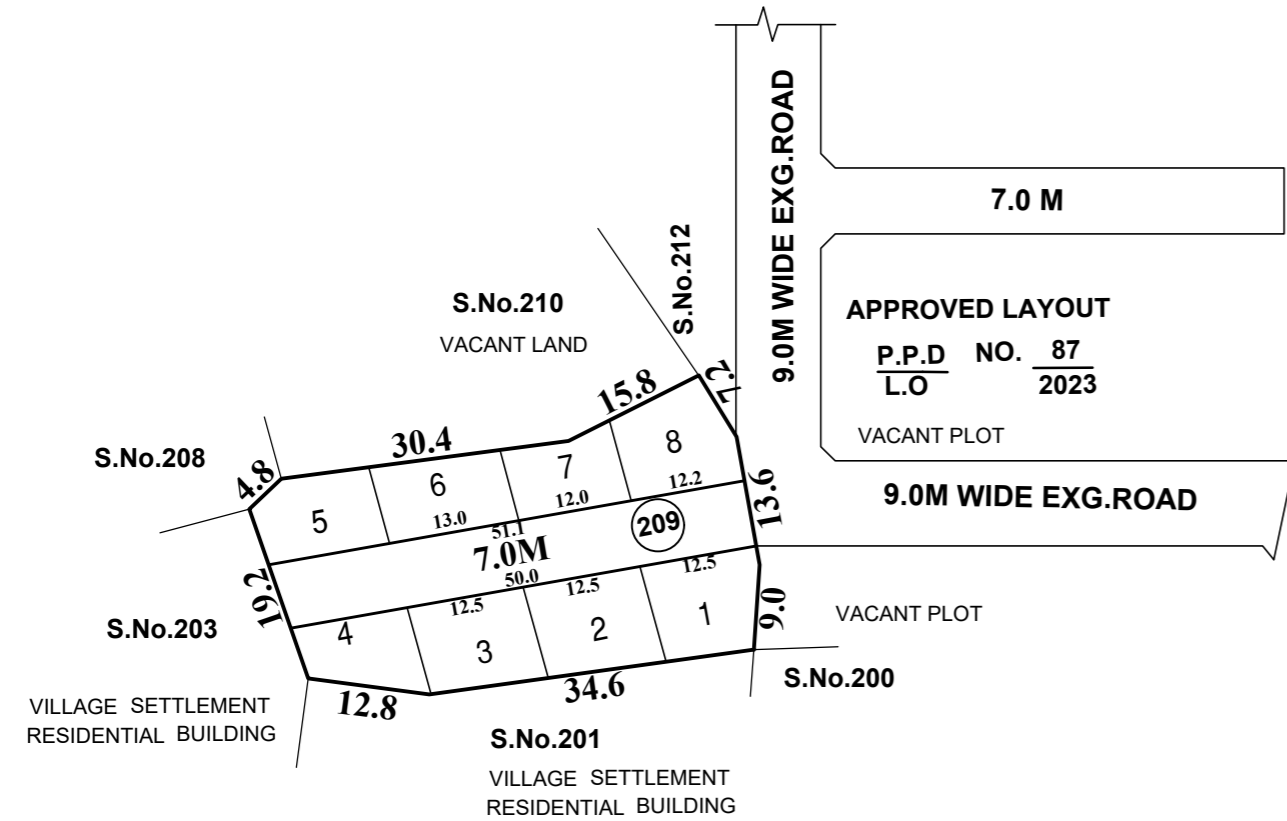 9.0M WIDE EXG.ROAD
7.0 M
S.No.212
S.No.210
VACANT LAND
APPROVED LAYOUT
P.P.D NO. 87
L.O 2023
VACANT PLOT
9.0M WIDE EXG.ROAD
15.8
7.2
30.4
S.No.208
4.8
8
7
6
5
12.2
12.0
13.0
51.1
209
13.6
7.0M
50.0
19.2
12.5
12.5
12.5
S.No.203
4
3
2
1
9.0
VACANT PLOT
S.No.200
12.8
34.6
VILLAGE SETTLEMENT
RESIDENTIAL BUILDING
S.No.201
VILLAGE SETTLEMENT
RESIDENTIAL BUILDING